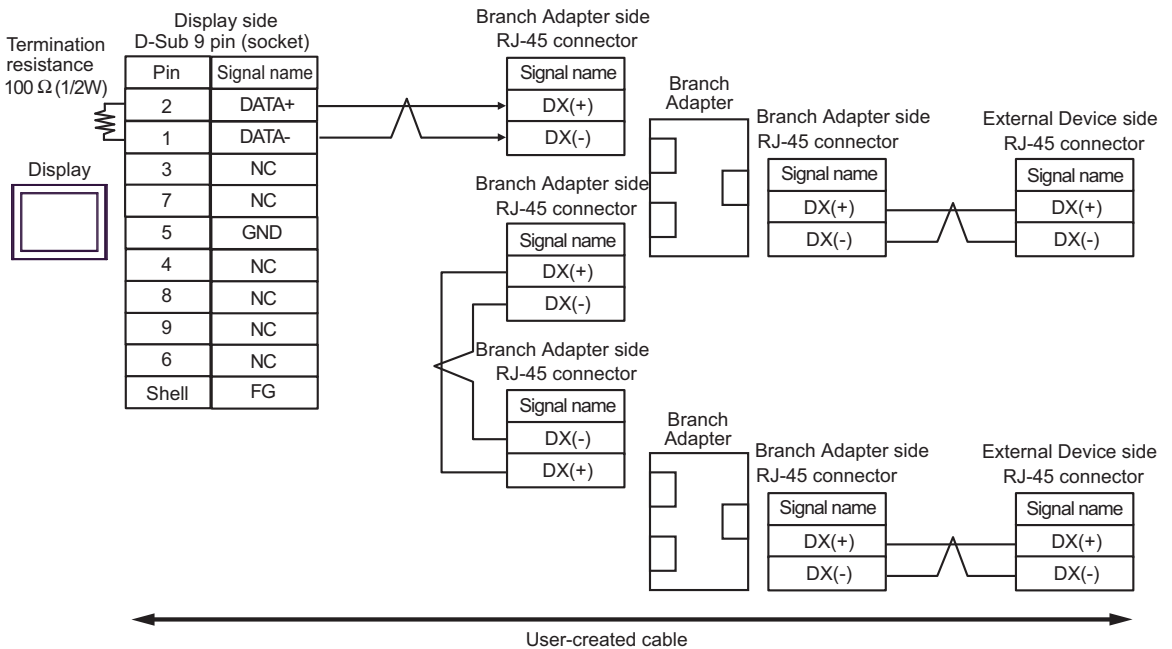 Termination
resistance
100 Ω (1/2W)
Display
Display side
D-Sub 9 pin (socket)
Pin Signal name
2 DATA+
1 DATA-
3 NC
7 NC
5 GND
4 NC
8 NC
9 NC
6 NC
Shell FG
Branch Adapter side
RJ-45 connector
Signal name
DX(+)
DX(-)
Branch Adapter side
RJ-45 connector
Signal name
DX(+)
DX(-)
Branch Adapter side
RJ-45 connector
Signal name
DX(-)
DX(+)
Branch
Adapter
Branch Adapter side
RJ-45 connector
Signal name
DX(+)
DX(-)
External Device side
RJ-45 connector
Signal name
DX(+)
DX(-)
Branch
Adapter
Branch Adapter side
RJ-45 connector
Signal name
DX(+)
DX(-)
External Device side
RJ-45 connector
Signal name
DX(+)
DX(-)
User-created cable